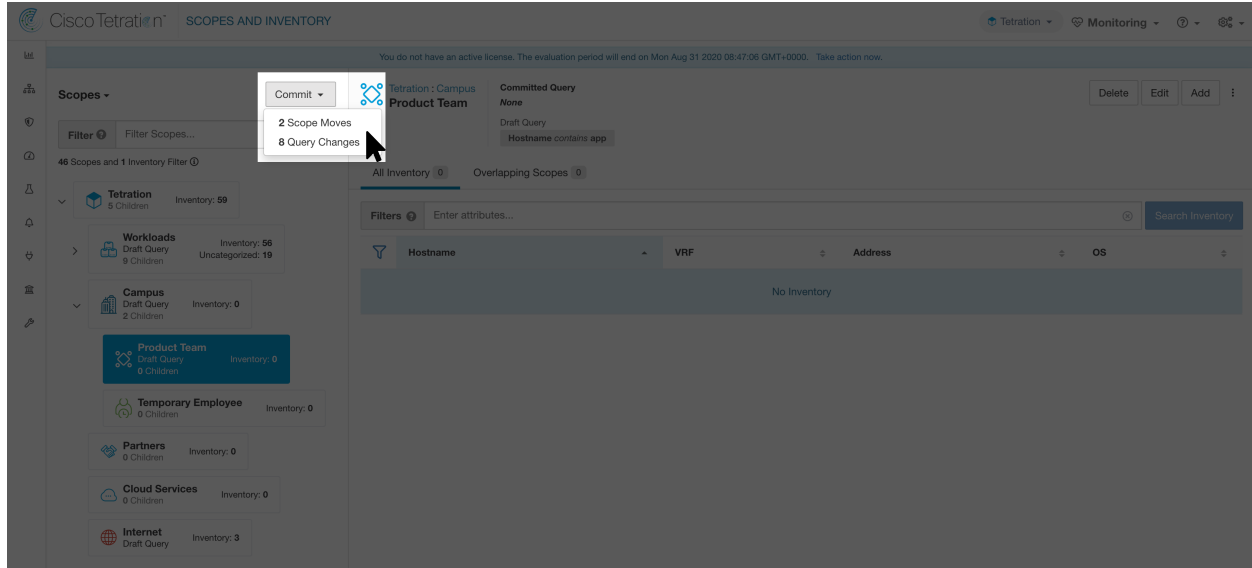 Cisco Tetration™ SCOPES AND INVENTORY
Tetration
Monitoring
You do not have an active license. The evaluation period will end on Mon Aug 31 2020 08:47:06 GMT+0000. Take action now.
Scopes
Commit
2 Scope Moves
8 Query Changes
Filter
Filter Scopes...
46 Scopes and 1 Inventory Filter
Tetration
5 Children
Inventory: 59
Workloads
Draft Query
9 Children
Inventory: 56
Uncategorized: 19
Campus
Draft Query
2 Children
Inventory: 0
Product Team
Draft Query
0 Children
Inventory: 0
Temporary Employee
0 Children
Inventory: 0
Partners
0 Children
Inventory: 0
Cloud Services
0 Children
Inventory: 0
Internet
Draft Query
Inventory: 3
Tetration : Campus
Product Team
Committed Query
None
Draft Query
Hostname contains app
Delete
Edit
Add
All Inventory 0
Overlapping Scopes 0
Filters
Enter attributes...
Search Inventory
Hostname
VRF
Address
OS
No Inventory